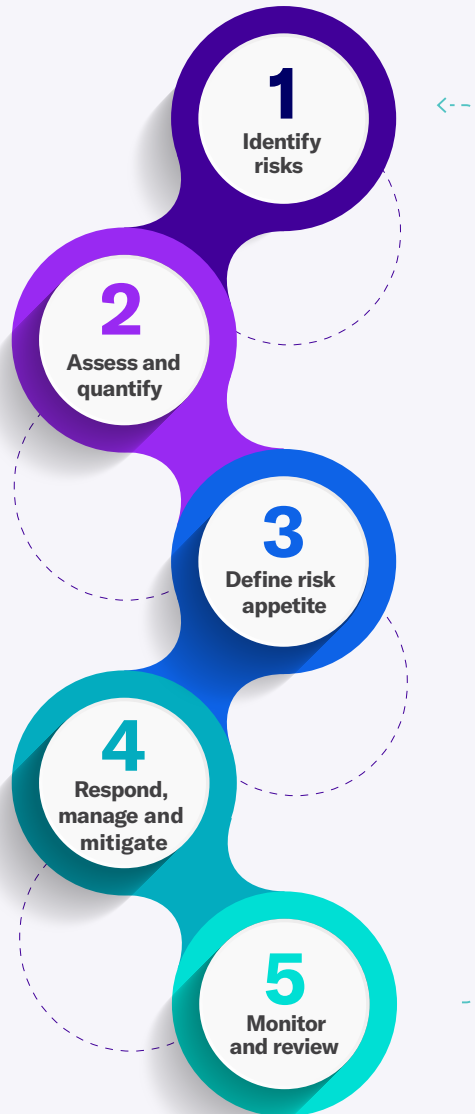 1
Identify
risks
2
Assess and
quantify
3
Define risk
appetite
4
Respond,
manage and
mitigate
5
Monitor
and review